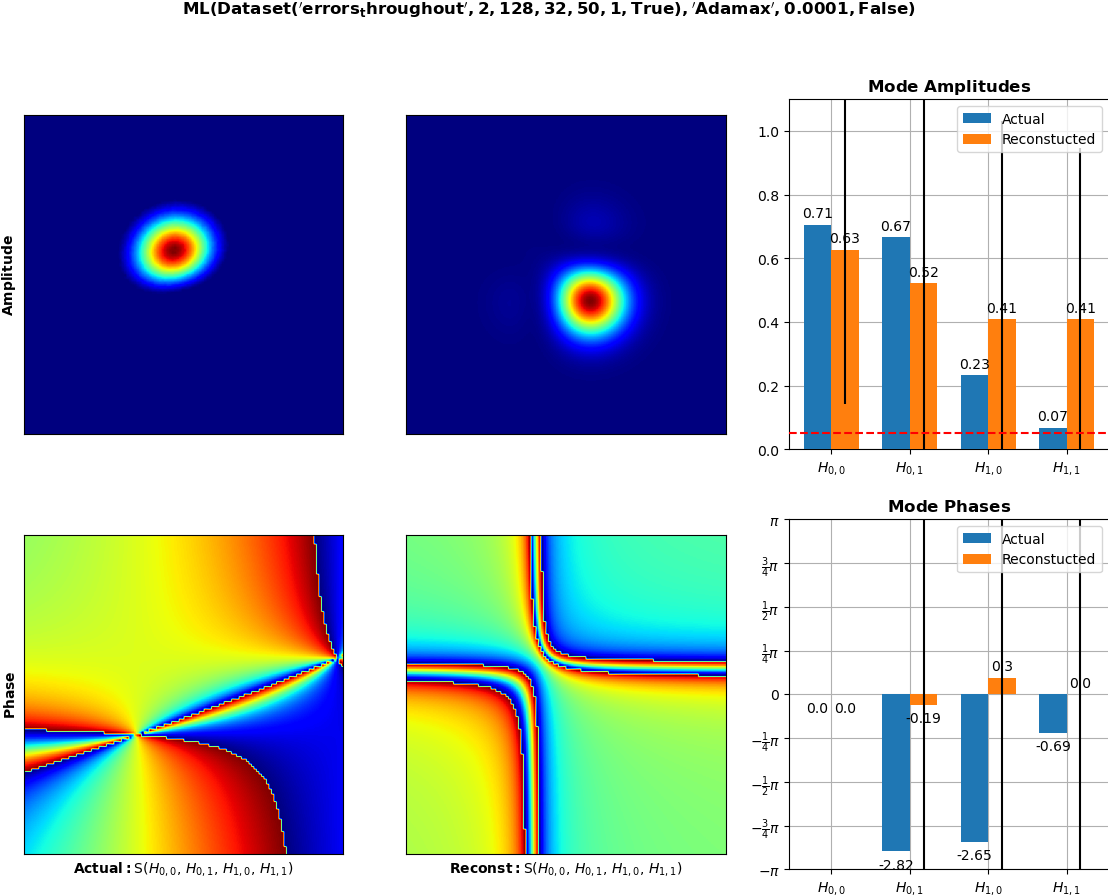 ML(Dataset('errors_throughout', 2, 128, 32, 50, 1, True), 'Adamax', 0.0001, False)
Amplitude
Mode Amplitudes
Actual
Reconstucted
1.0
0.8
0.6
0.4
0.2
0.0
0.71
0.63
0.67
0.52
0.23
0.41
0.07
0.41
H0,0
H0,1
H1,0
H1,1
Phase
Actual: S(H0,0, H0,1, H1,0, H1,1)
Reconst: S(H0,0, H0,1, H1,0, H1,1)
Mode Phases
Actual
Reconstucted
π
3/4π
1/2π
1/4π
0
−1/4π
−1/2π
−3/4π
−π
0.0
0.0
-2.82
-0.19
-2.65
0.3
-0.69
0.0
H0,0
H0,1
H1,0
H1,1